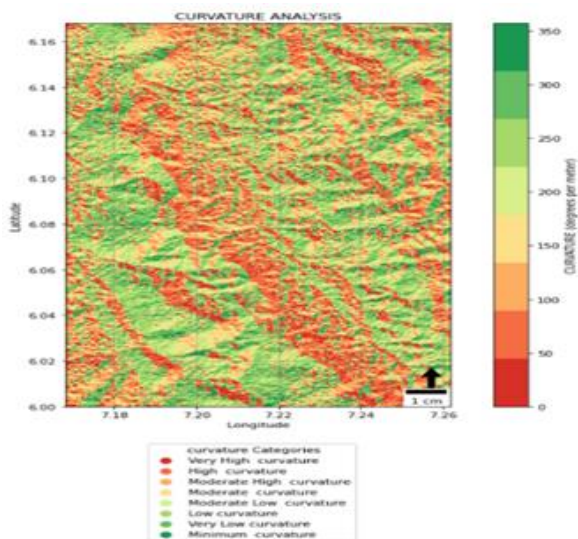 CURVATURE ANALYSIS
6.16
6.14
6.12
6.10
6.08
6.06
6.04
6.02
6.00
Latitude
7.18
7.20
7.22
7.24
7.26
Longitude
1 cm
350
300
250
200
150
100
50
0
CURVATURE (degrees per meter)
curvature Categories
Very High curvature
High curvature
Moderate High curvature
Moderate curvature
Moderate Low curvature
Low curvature
Very Low curvature
Minimum curvature